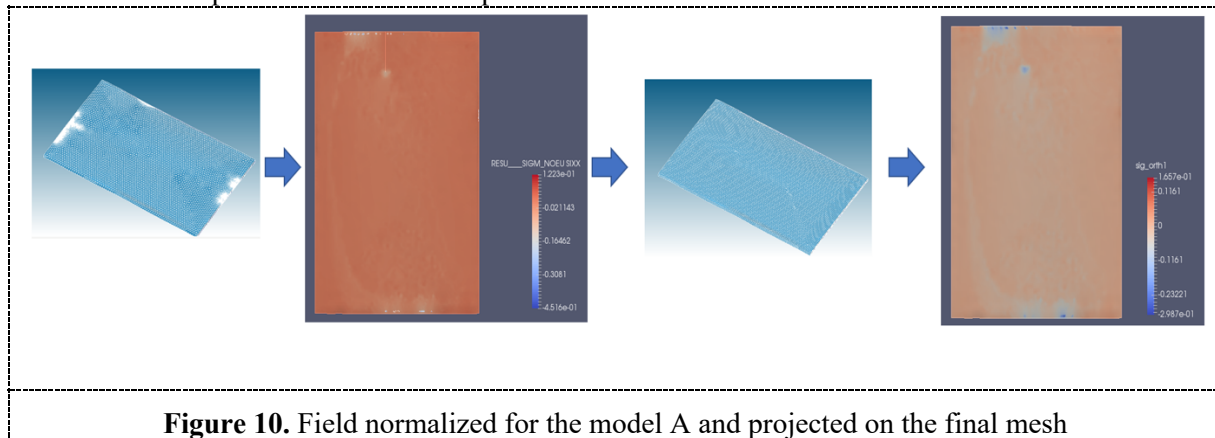 RESU___SIGM_NOEU SIXX
1.223e-01
-0.021143
-0.16462
-0.3081
-4.516e-01
sig_orth1
1.657e-01
0.1161
0
-0.1161
-0.23221
-2.987e-01
Figure 10. Field normalized for the model A and projected on the final mesh